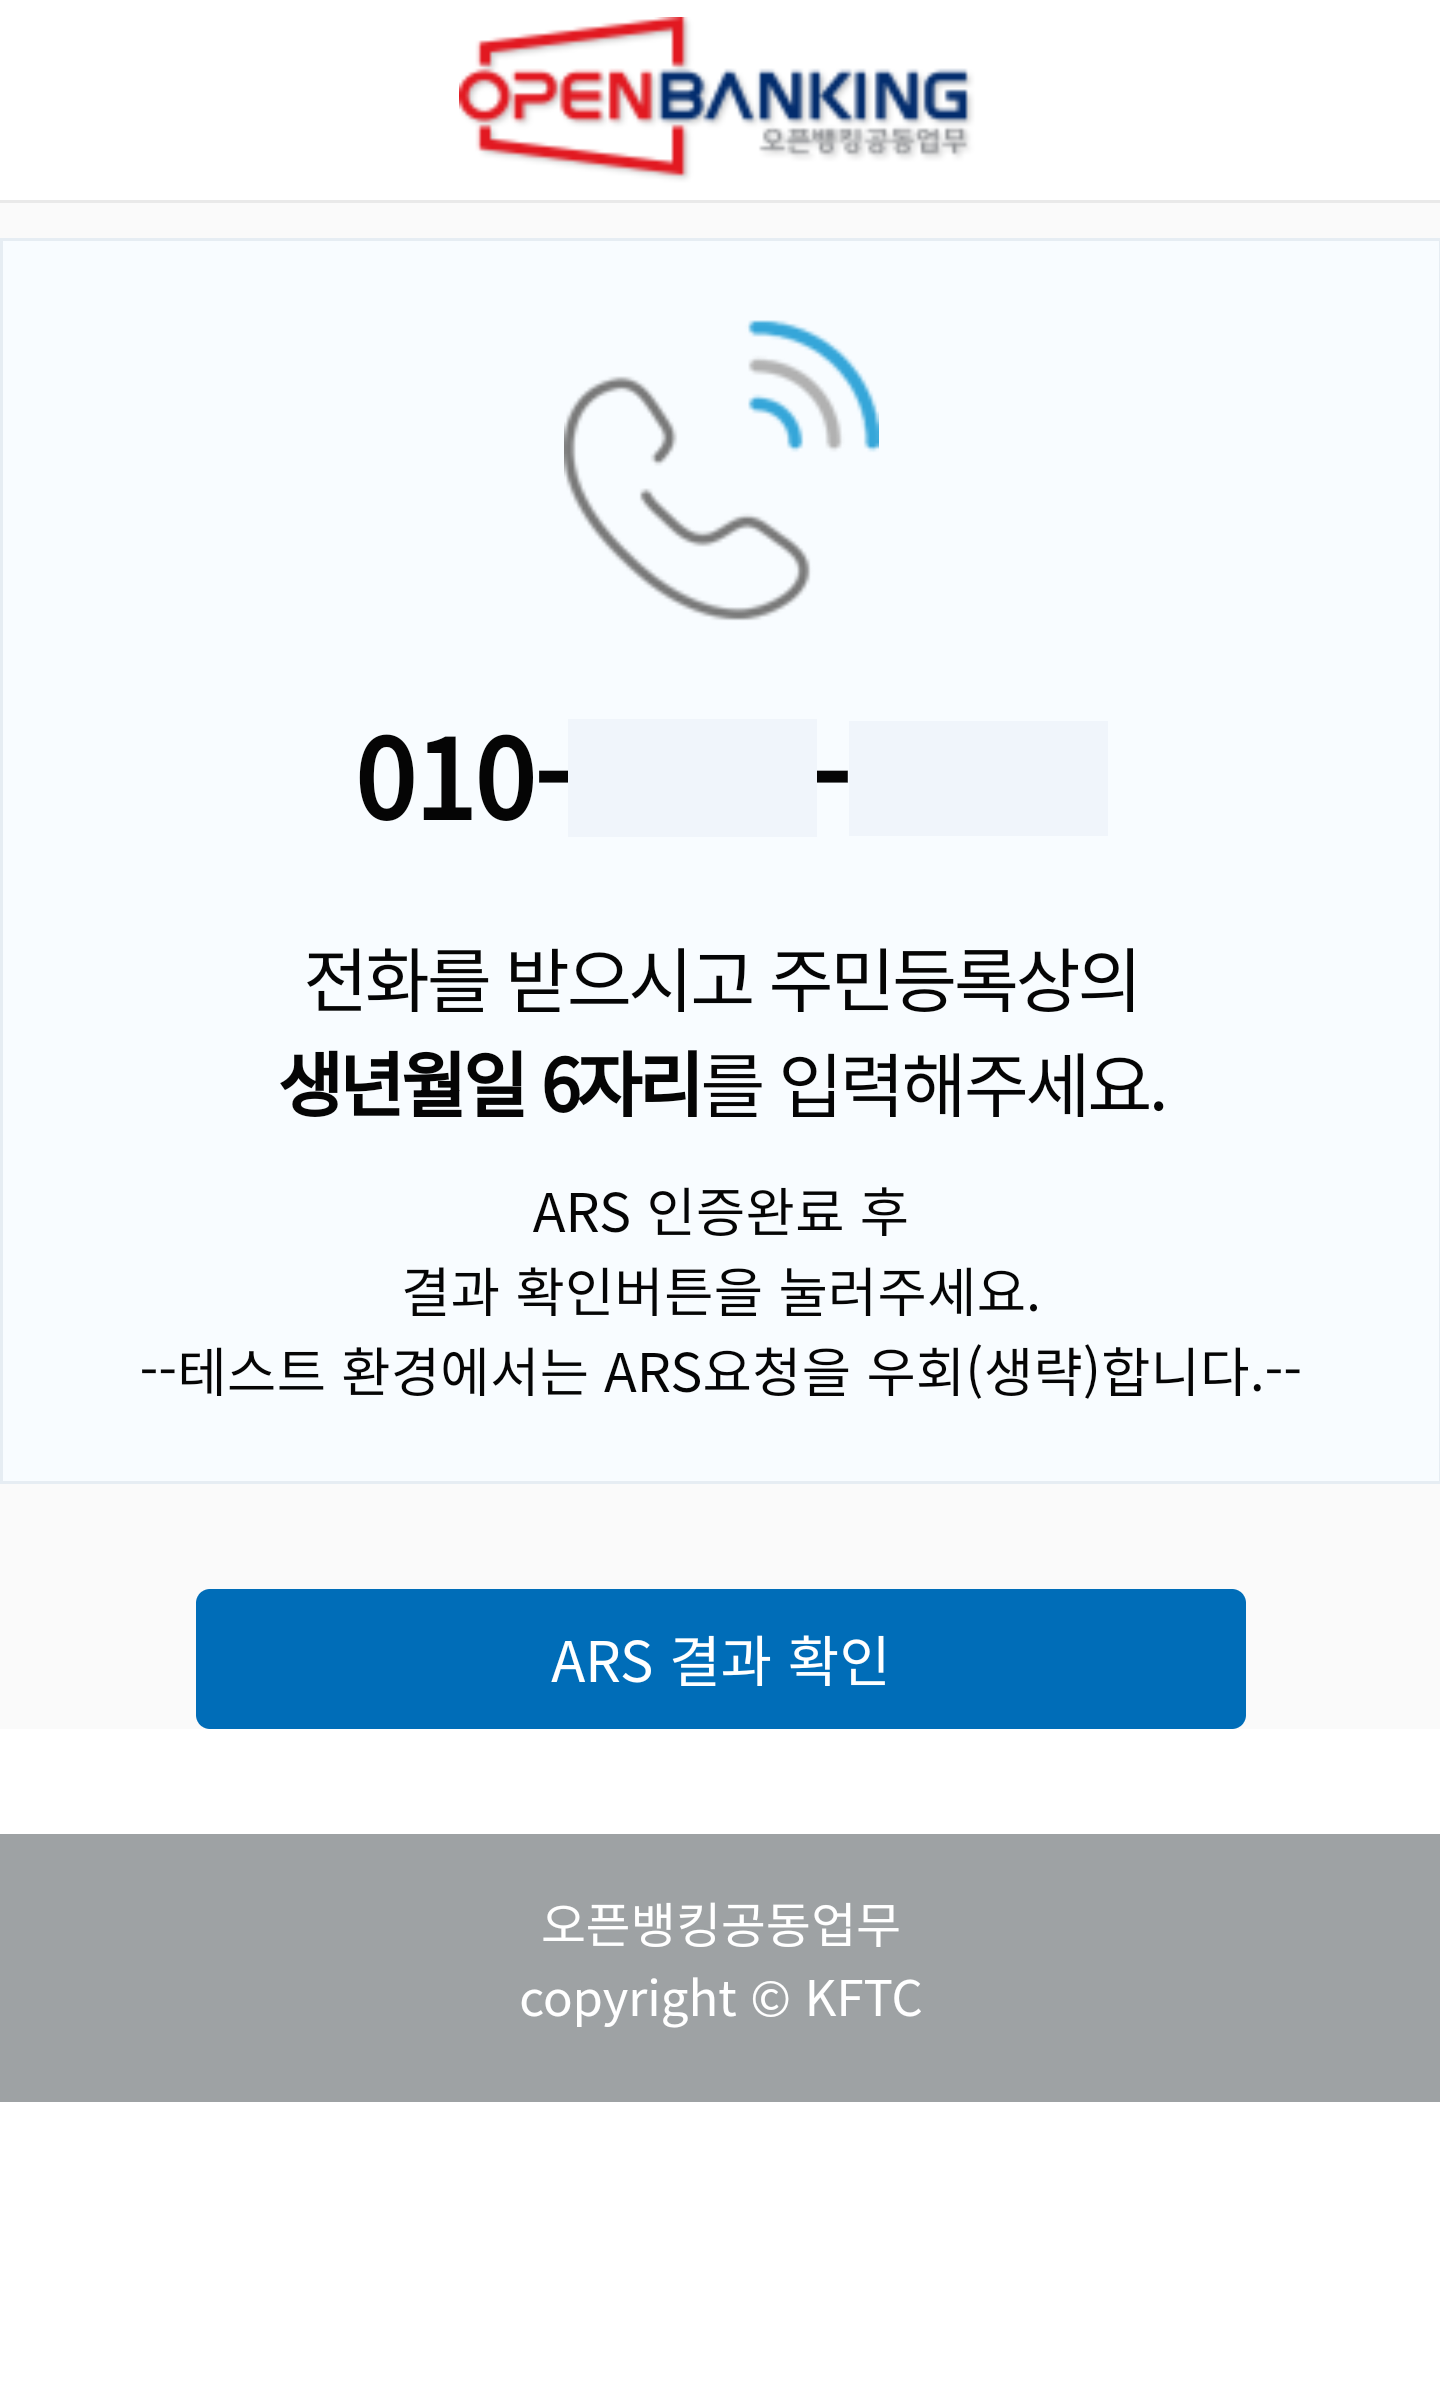 OPENBANKING
오픈뱅킹공동업무
010- -
전화를 받으시고 주민등록상의
생년월일 6자리를 입력해주세요.
ARS 인증완료 후
결과 확인버튼을 눌러주세요.
--테스트 환경에서는 ARS요청을 우회(생략)합니다.--
ARS 결과 확인
오픈뱅킹공동업무
copyright © KFTC